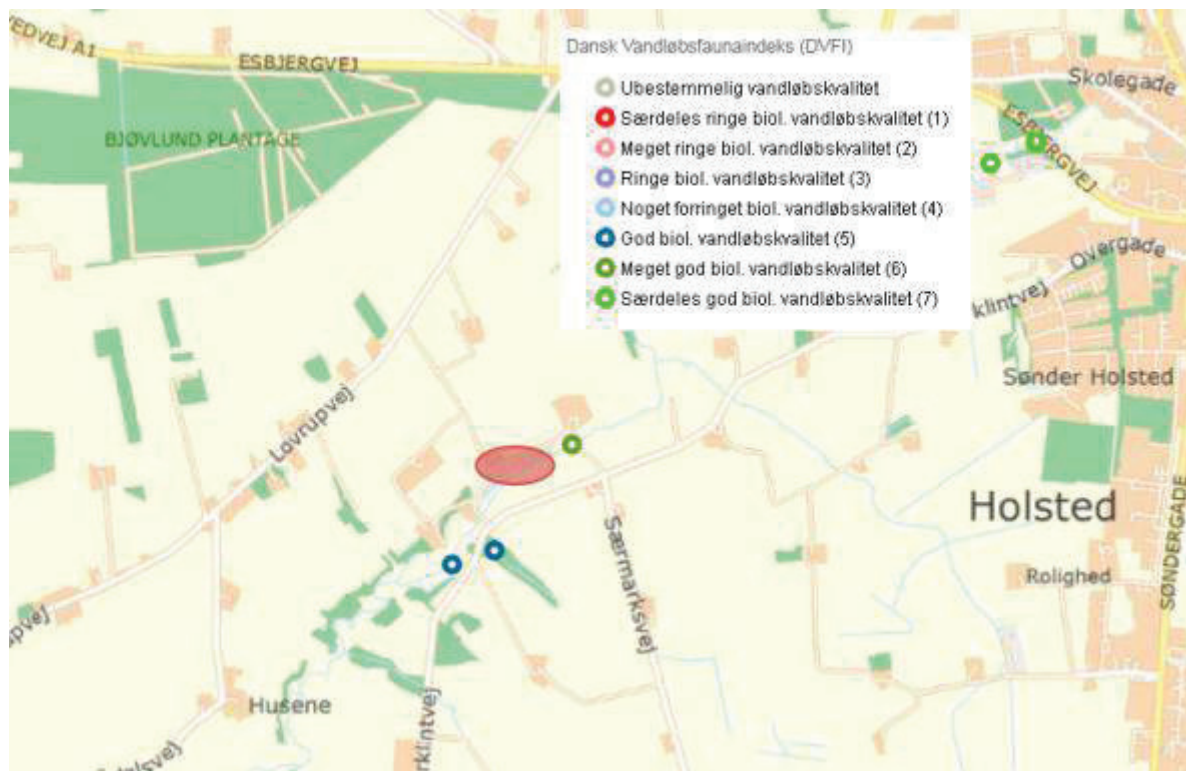 VEDVEJ A1
ESBJERGVEJ
BJØVLUND PLANTAGE
Dansk Vandløbsfaunaindeks (DVFI)
Ubestemmelig vandløbskvalitet
Særdeles ringe biol. vandløbskvalitet (1)
Meget ringe biol. vandløbskvalitet (2)
Ringe biol. vandløbskvalitet (3)
Noget forringet biol. vandløbskvalitet (4)
God biol. vandløbskvalitet (5)
Meget god biol. vandløbskvalitet (6)
Særdeles god biol. vandløbskvalitet (7)
Skolegade
ESBJERGVEJ
Overgade
klintvej
Sønder Holsted
Lovrupvej
Holsted
Særmarksvej
Rolighed
SØNDERGADE
upvej
Husene
rklintvej